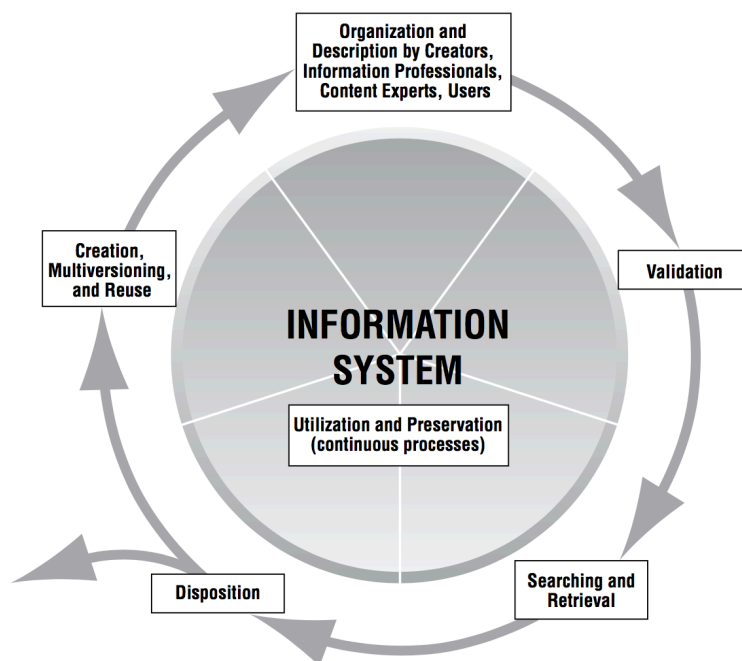 Organization and
Description by Creators,
Information Professionals,
Content Experts, Users
Creation,
Multiversioning,
and Reuse
Validation
INFORMATION
SYSTEM
Utilization and Preservation
(continuous processes)
Searching and
Retrieval
Disposition